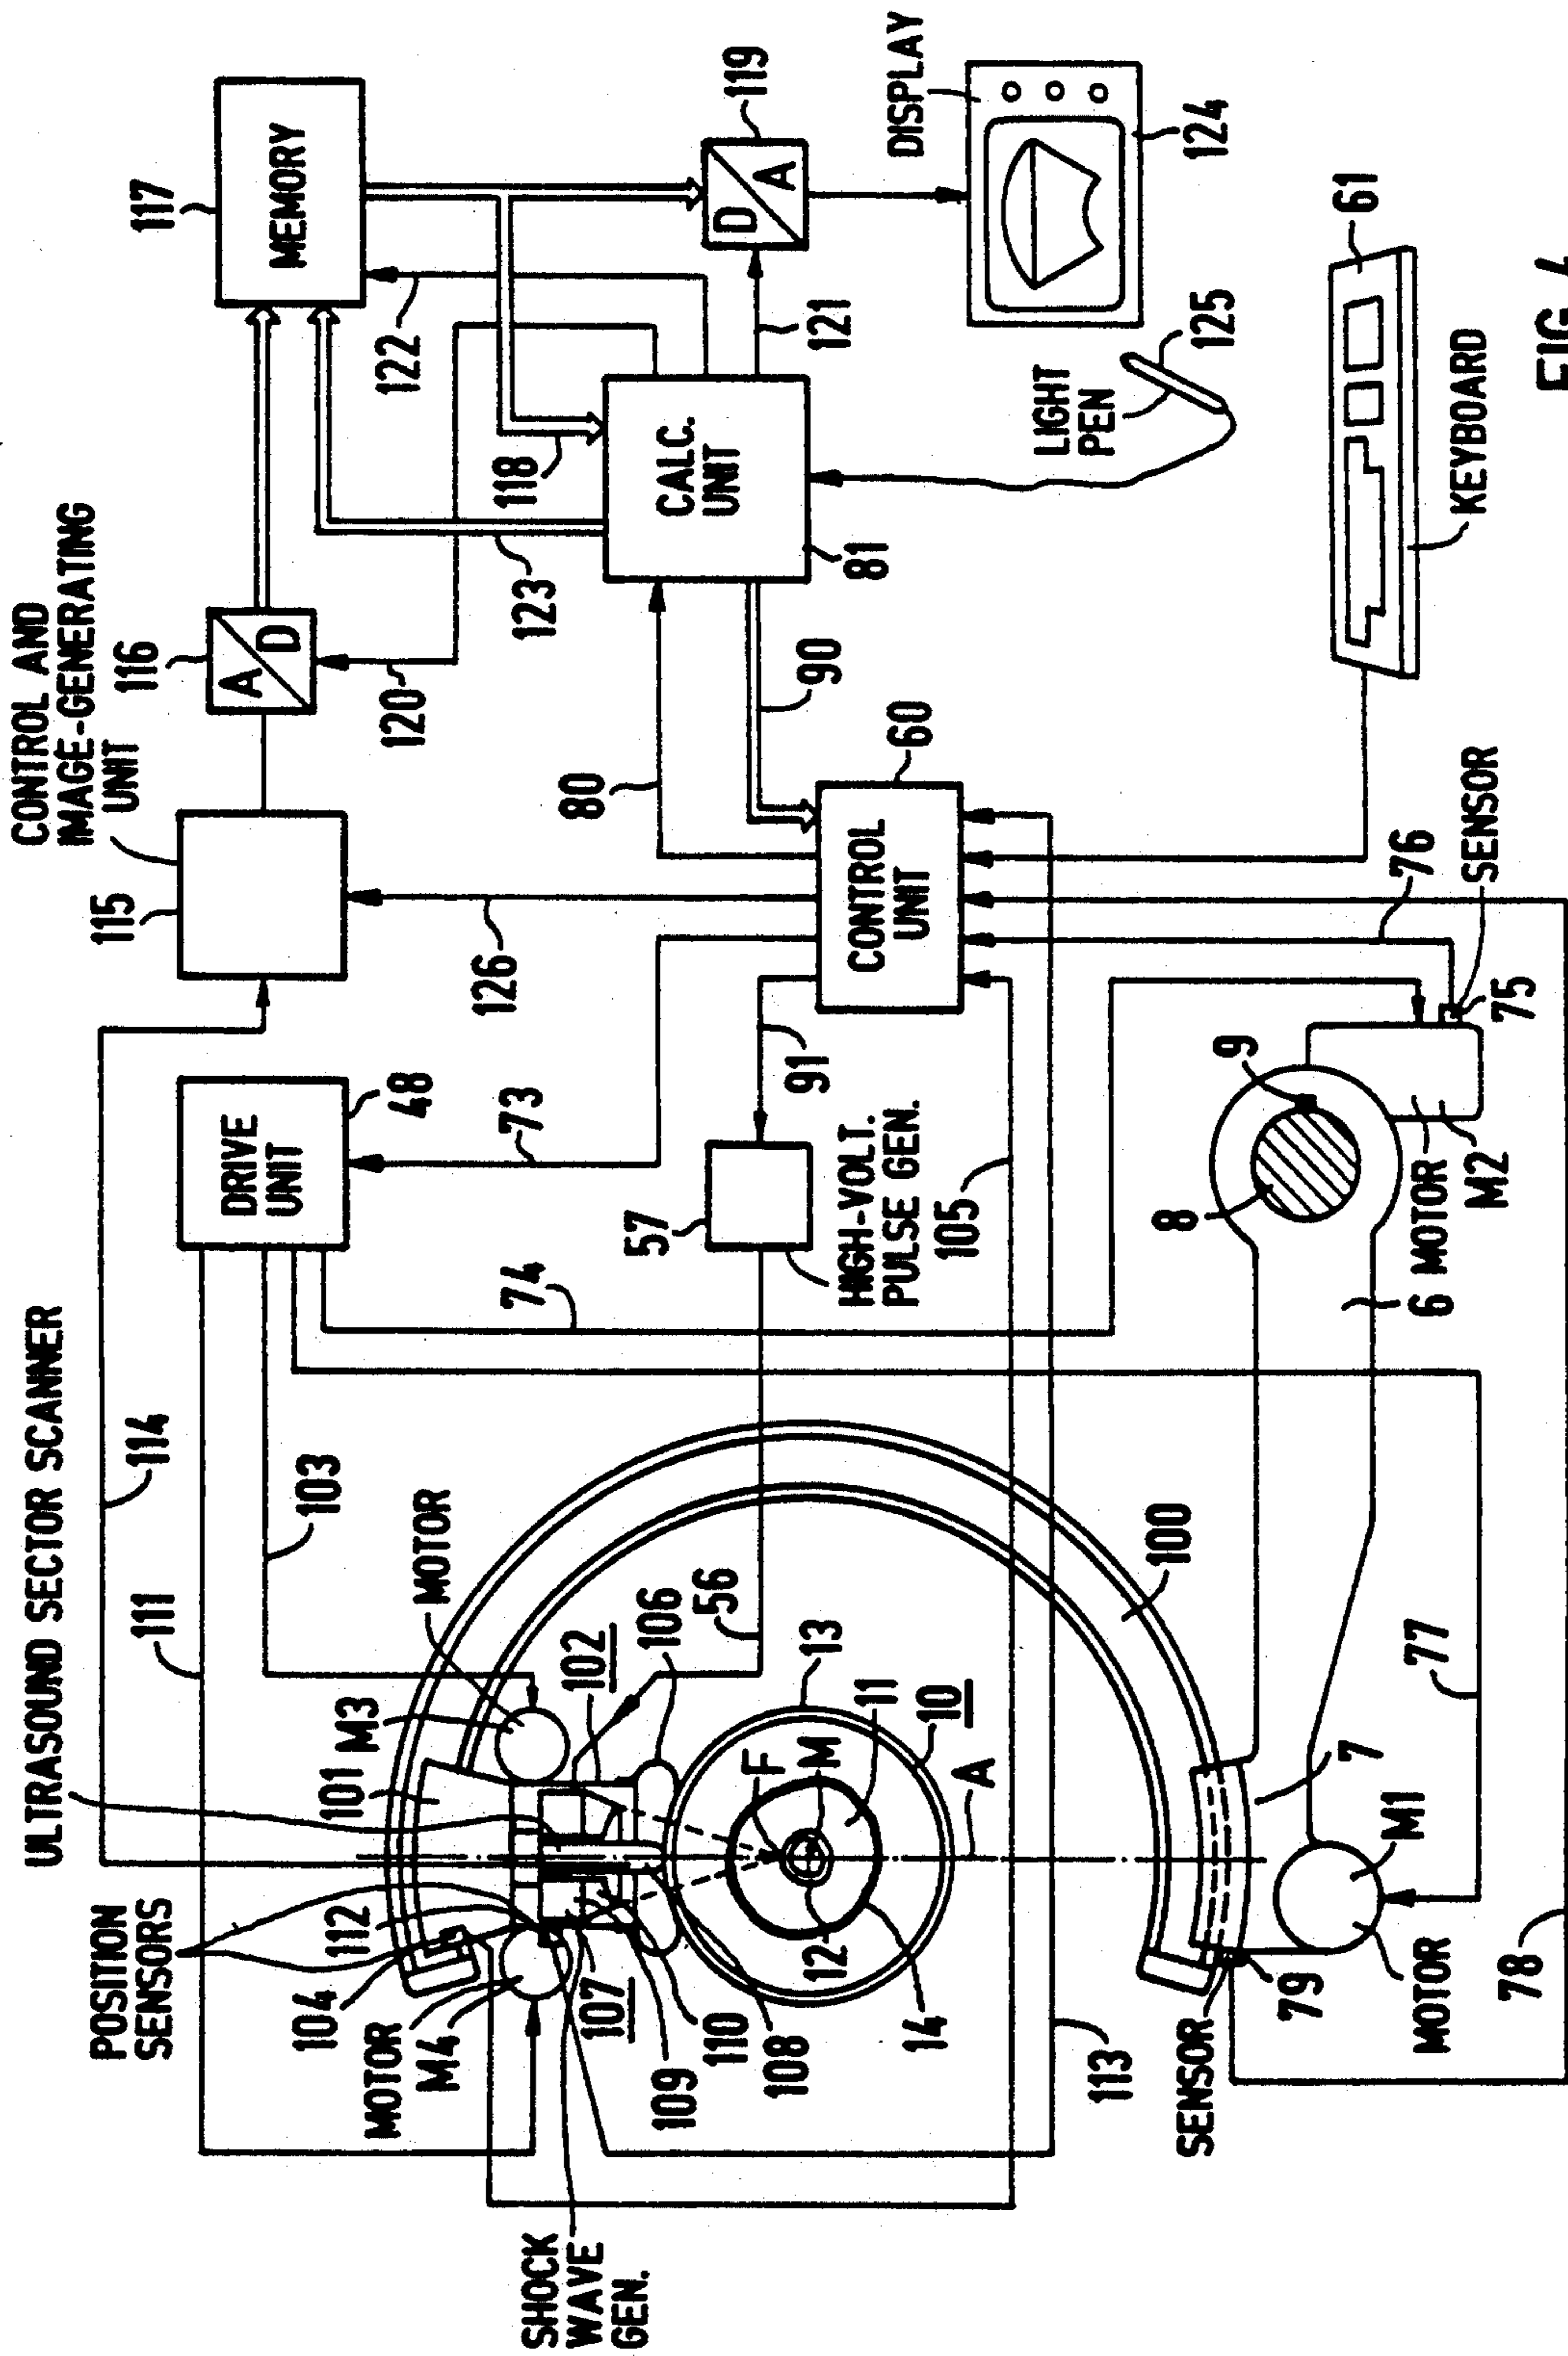 ULTRASOUND SECTOR SCANNER
CONTROL AND
IMAGE-GENERATING
UNIT
POSITION
SENSORS
114
111
115
116
117
MEMORY
A
D
DRIVE
UNIT
48
103
MOTOR
M3
101
112
104
MOTOR
M4
102
106
107
109
110
108
SHOCK
WAVE
GEN.
56
74
73
126
120
122
118
123
80
90
91
57
HIGH-VOLT.
PULSE GEN.
105
CALC.
UNIT
81
121
D
A
119
DISPLAY
124
LIGHT
PEN
125
CONTROL
UNIT
60
F
M
13
11
10
A
12
14
113
100
7
M1
MOTOR
79
SENSOR
78
77
6
8
9
MOTOR
M2
75
SENSOR
76
KEYBOARD
61